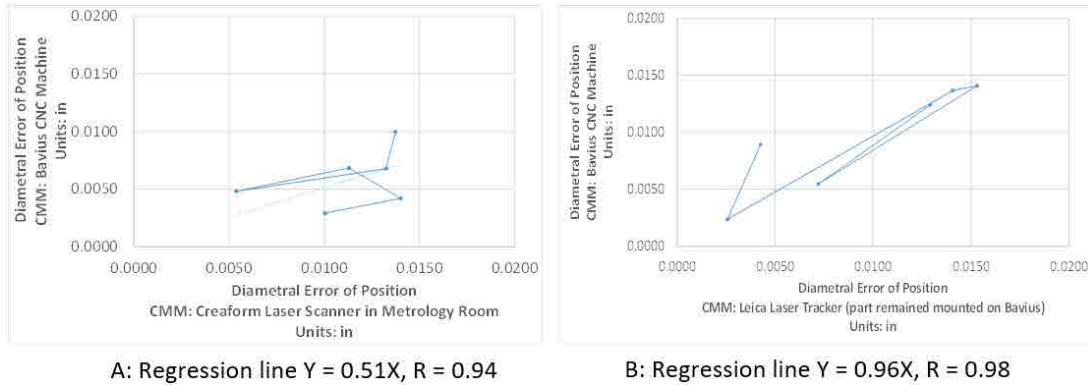 0.0200
0.0150
0.0100
0.0050
0.0000
Diametral Error of Position
CMM: Bavius CNC Machine
Units: in
0.0000 0.0050 0.0100 0.0150 0.0200
Diametral Error of Position
CMM: Creaform Laser Scanner in Metrology Room
Units: in
A: Regression line Y = 0.51X, R = 0.94
0.0200
0.0150
0.0100
0.0050
0.0000
Diametral Error of Position
CMM: Bavius CNC Machine
Units: in
0.0000 0.0050 0.0100 0.0150 0.0200
Diametral Error of Position
CMM: Leica Laser Tracker (part remained mounted on Bavius)
Units: in
B: Regression line Y = 0.96X, R = 0.98